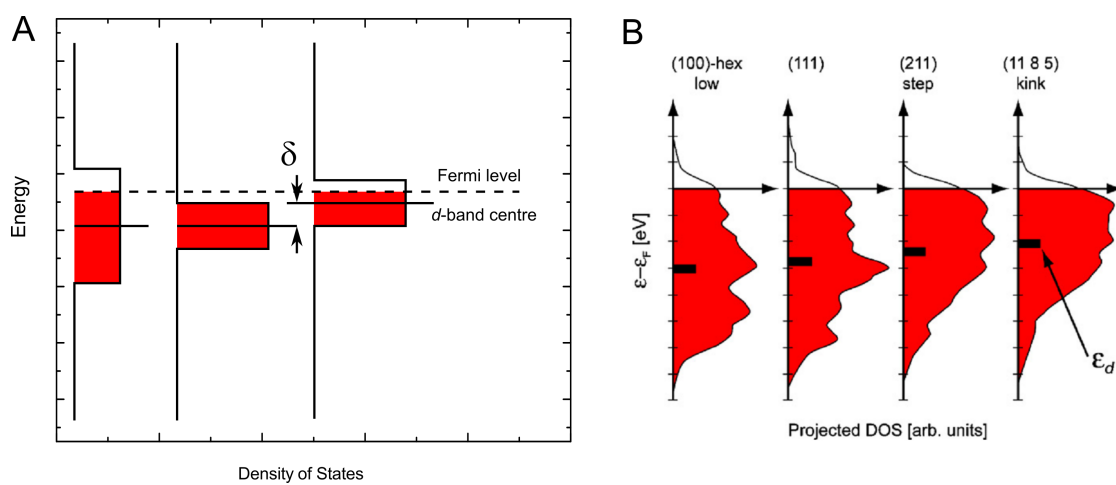 A
δ
Fermi level
d-band centre
Energy
Density of States
B
(100)-hex
low
(111)
(211)
step
(11 8 5)
kink
ε–εF [eV]
εd
Projected DOS [arb. units]